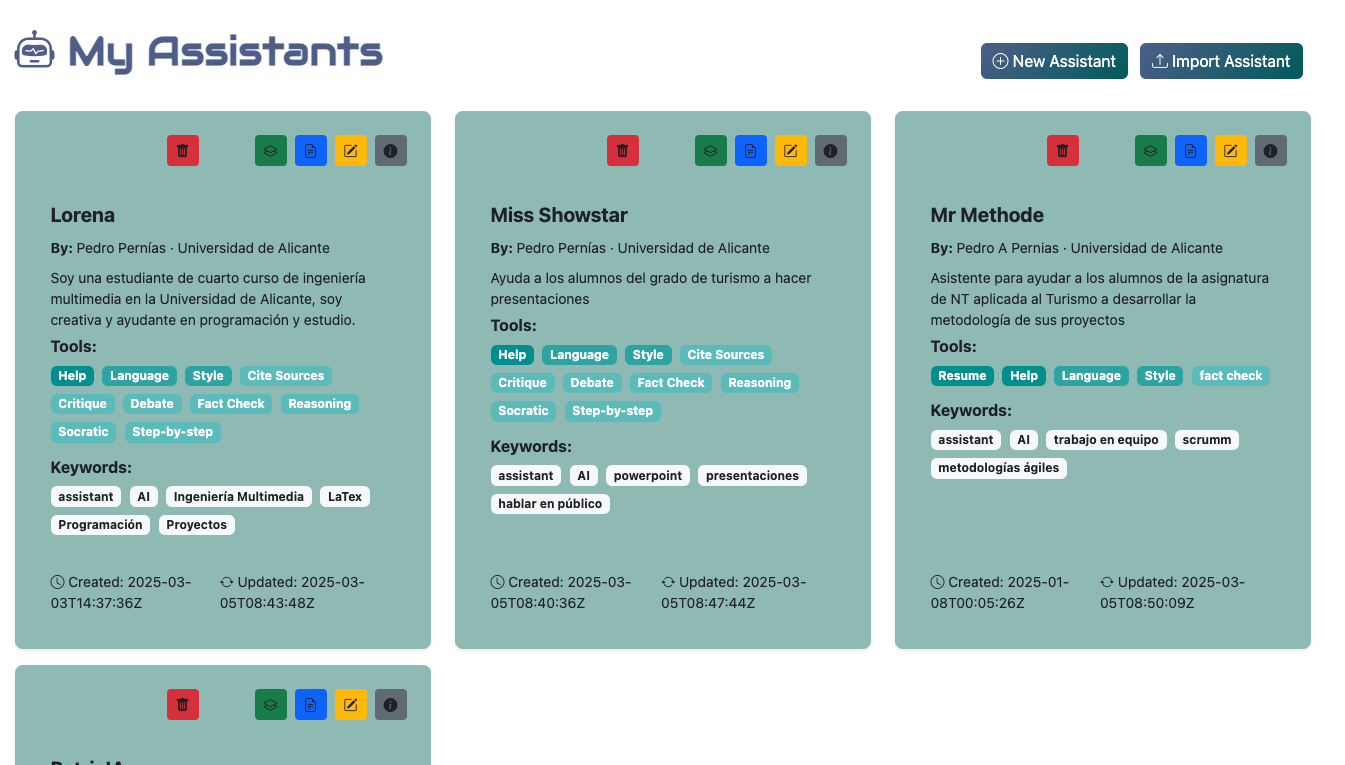 My Assistants
New Assistant
Import Assistant
Lorena
By: Pedro Pernías · Universidad de Alicante
Soy una estudiante de cuarto curso de ingeniería
multimedia en la Universidad de Alicante, soy
creativa y ayudante en programación y estudio.
Tools:
Help Language Style Cite Sources
Critique Debate Fact Check Reasoning
Socratic Step-by-step
Keywords:
assistant AI Ingeniería Multimedia LaTex
Programación Proyectos
Created: 2025-03-
03T14:37:36Z
Updated: 2025-03-
05T08:43:48Z
Miss Showstar
By: Pedro Pernías · Universidad de Alicante
Ayuda a los alumnos del grado de turismo a hacer
presentaciones
Tools:
Help Language Style Cite Sources
Critique Debate Fact Check Reasoning
Socratic Step-by-step
Keywords:
assistant AI powerpoint presentaciones
hablar en público
Created: 2025-03-
05T08:40:36Z
Updated: 2025-03-
05T08:47:44Z
Mr Methode
By: Pedro A Pernias · Universidad de Alicante
Asistente para ayudar a los alumnos de la asignatura
de NT aplicada al Turismo a desarrollar la
metodología de sus proyectos
Tools:
Resume Help Language Style fact check
Keywords:
assistant AI trabajo en equipo scrumm
metodologías ágiles
Created: 2025-01-
08T00:05:26Z
Updated: 2025-03-
05T08:50:09Z